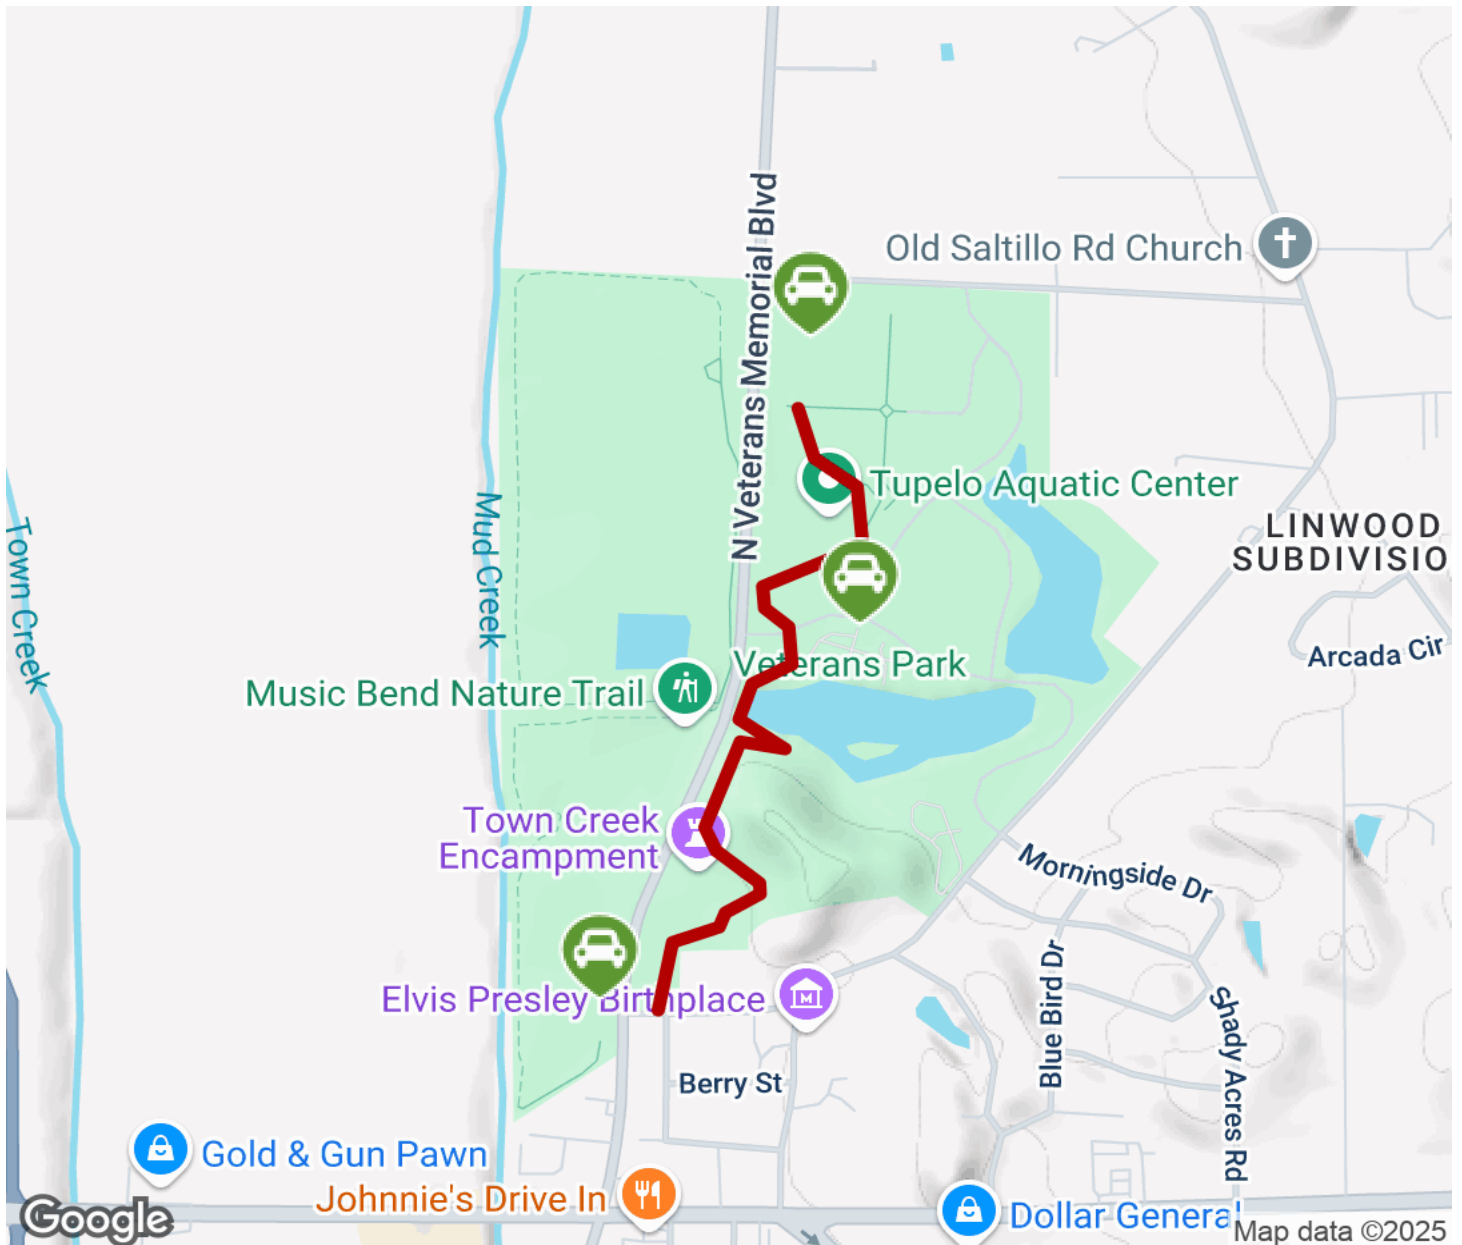 N Veterans Memorial Blvd
Old Saltillo Rd Church
Tupelo Aquatic Center
LINWOOD
SUBDIVISIO
Mud Creek
Town Creek
Arcada Cir
Veterans Park
Music Bend Nature Trail
Town Creek
Encampment
Morningside Dr
Blue Bird Dr
Shady Acres Rd
Elvis Presley Birthplace
M
Berry St
Gold & Gun Pawn
Johnnie's Drive In
Dollar General
Google
Map data ©2025